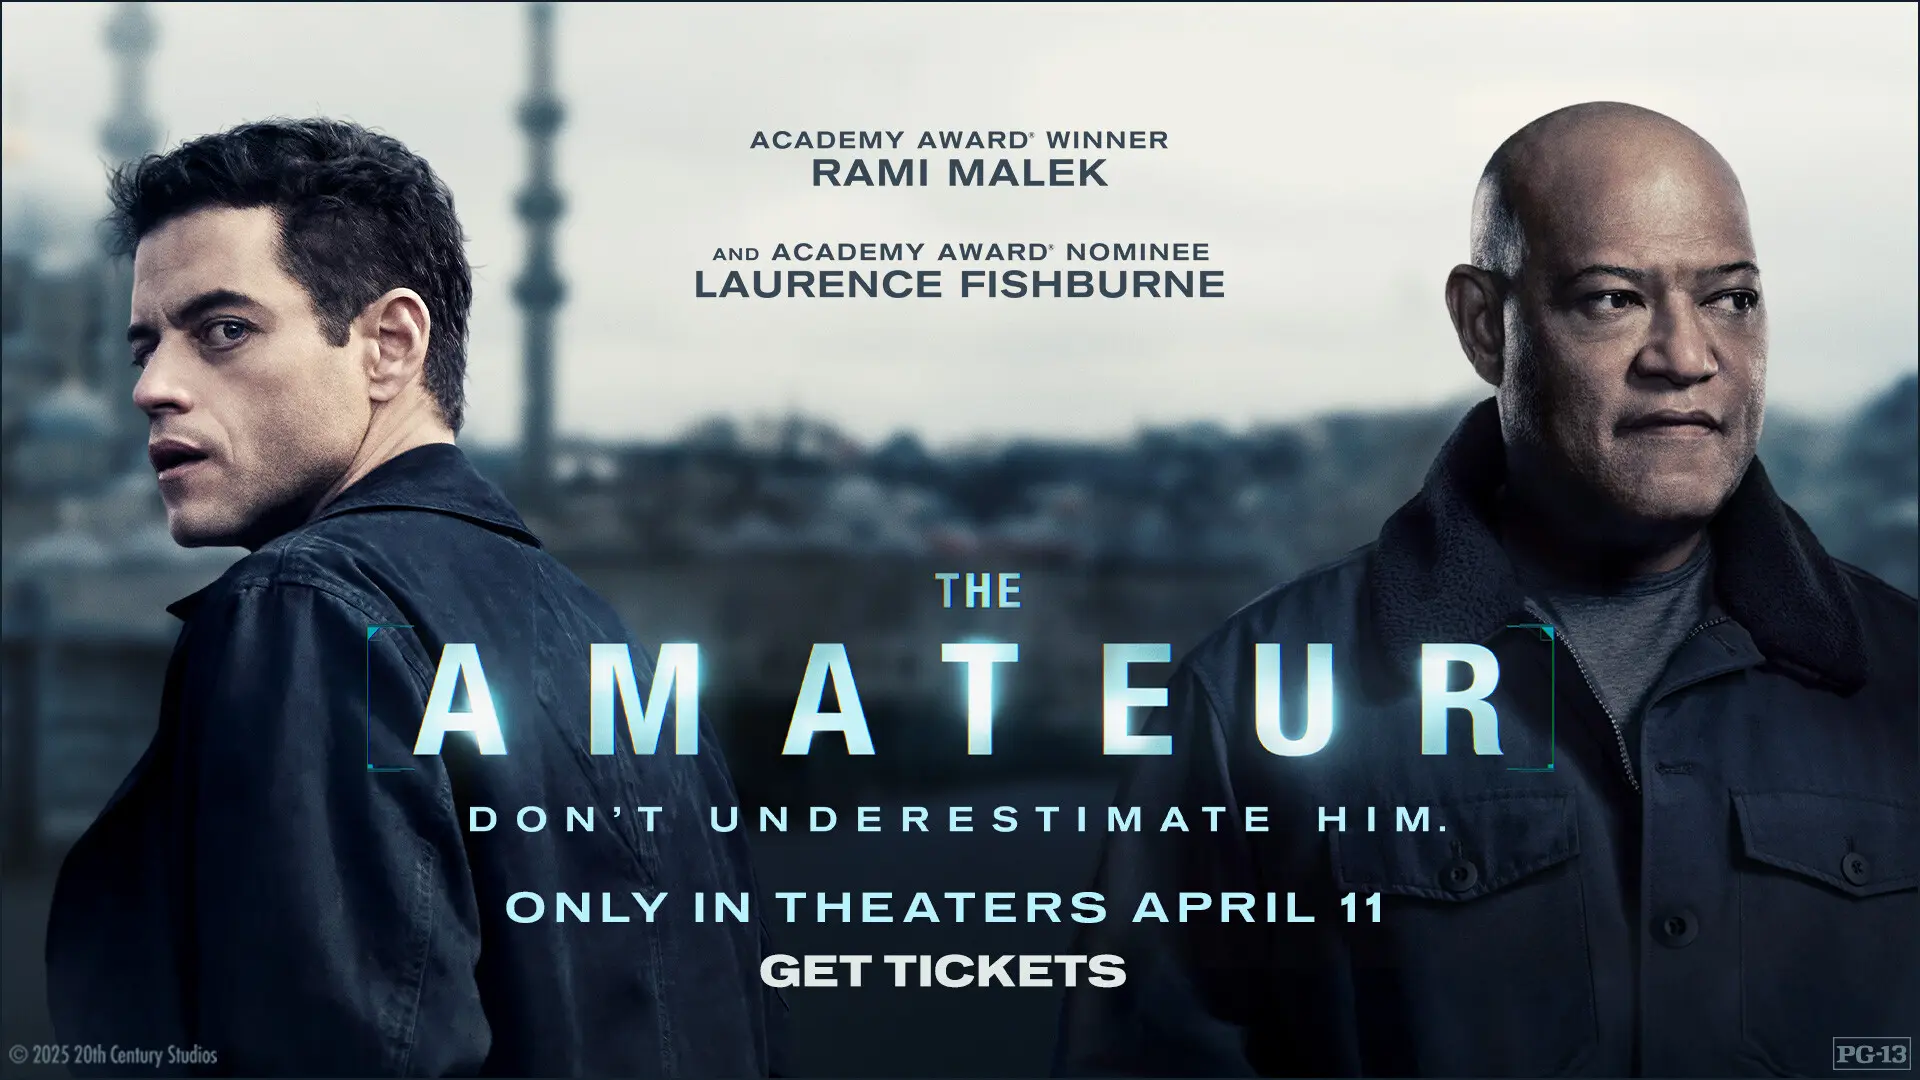 ACADEMY AWARD® WINNER
RAMI MALEK
AND ACADEMY AWARD® NOMINEE
LAURENCE FISHBURNE
THE
AMATEUR
DON'T UNDERESTIMATE HIM.
ONLY IN THEATERS APRIL 11
GET TICKETS
© 2025 20th Century Studios
PG-13